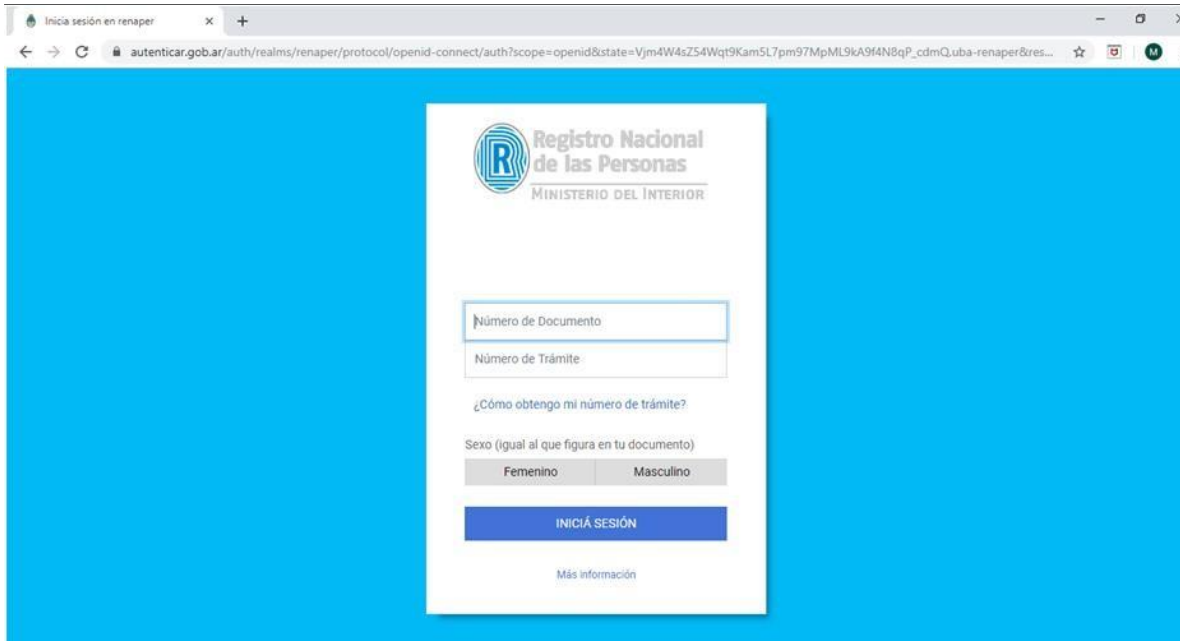 Inicia sesión en renaper
autenticar.gob.ar/auth/realms/renaper/protocol/openid-connect/auth?scope=openid&state=Vjm4W4sZ54Wqt9Kam5L7pm97MpML9kA9f4N8qP_cdmQ.uba-renaper&res...
M
R
Registro Nacional
de las Personas
MINISTERIO DEL INTERIOR
Número de Documento
Número de Trámite
¿Cómo obtengo mi número de trámite?
Sexo (igual al que figura en tu documento)
Femenino Masculino
INICIÁ SESIÓN
Más información